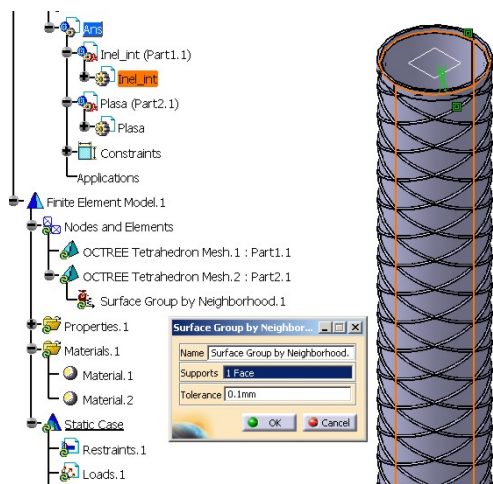 Ans
Inel_int (Part1.1)
Inel_int
Plasa (Part2.1)
Plasa
Constraints
Applications
Finite Element Model.1
Nodes and Elements
OCTREE Tetrahedron Mesh.1 : Part1.1
OCTREE Tetrahedron Mesh.2 : Part2.1
Surface Group by Neighborhood.1
Properties.1
Materials.1
Material.1
Material.2
Static Case
Restraints.1
Loads.1
Surface Group by Neighbor...
Name Surface Group by Neighborhood.
Supports 1 Face
Tolerance 0.1mm
OK Cancel